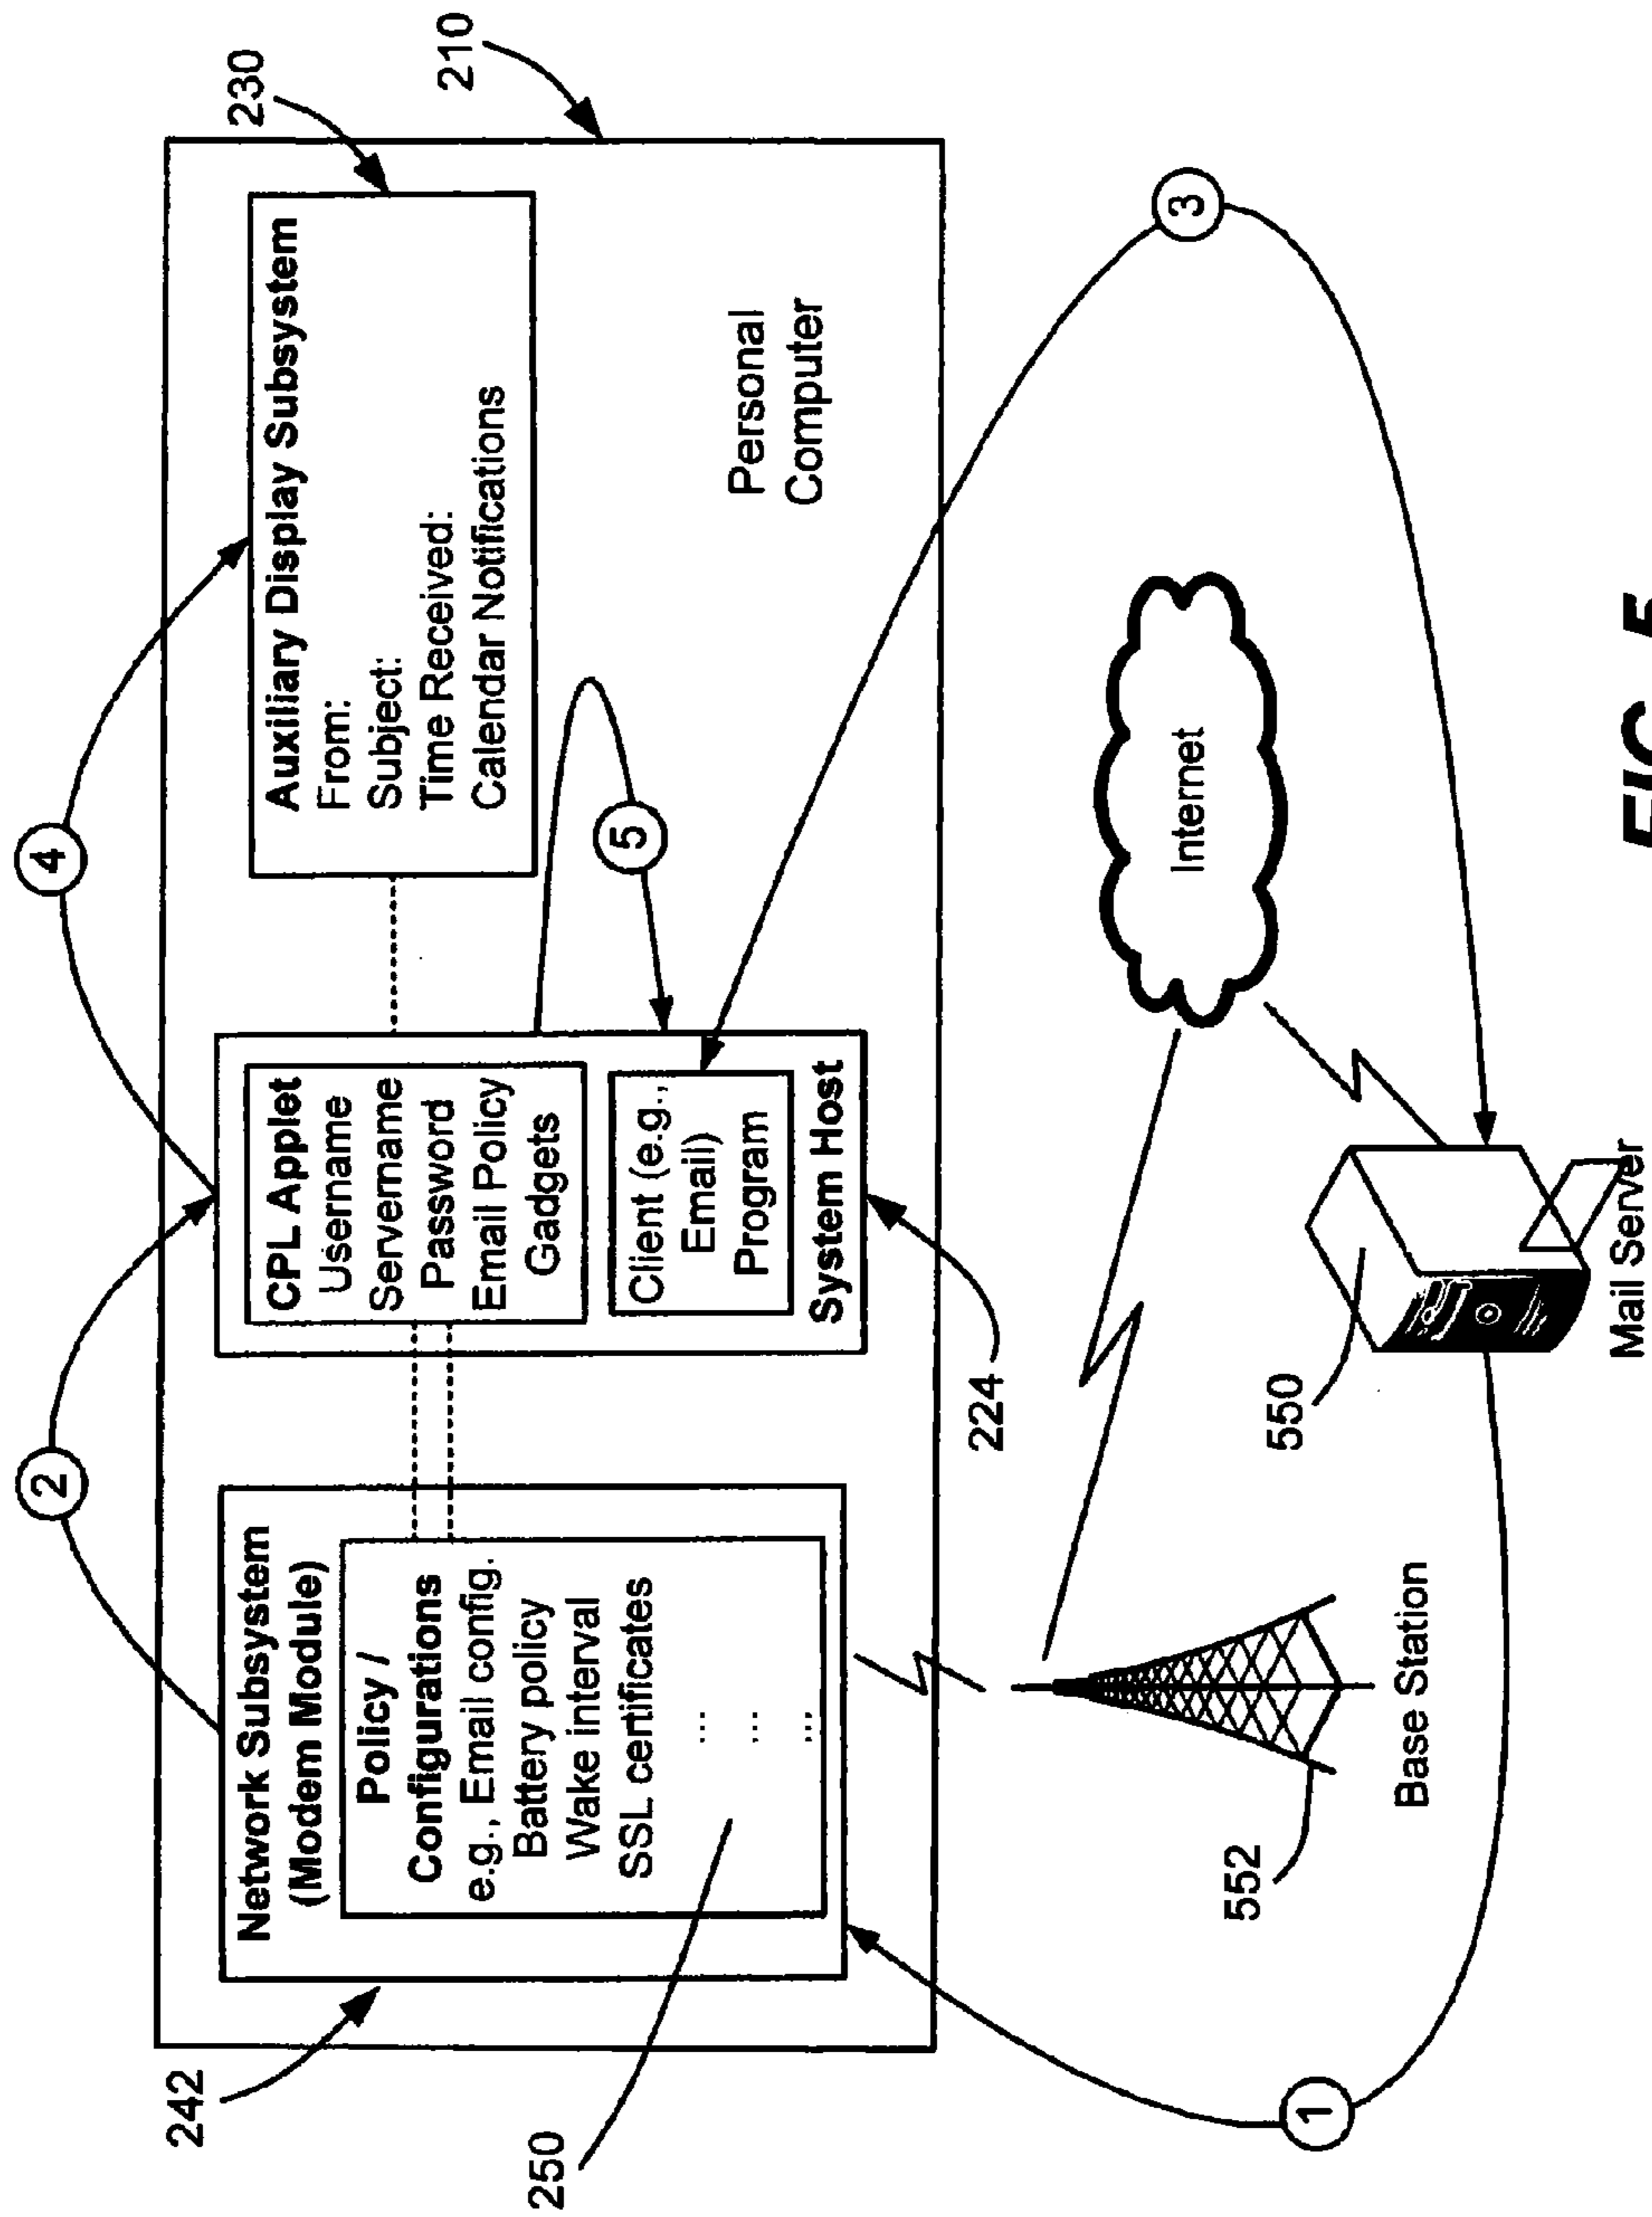 2
4
230
210
242
250
Network Subsystem
(Modem Module)
Policy /
Configurations
e.g., Email config.
Battery policy
Wake interval
SSL certificates
...
...
...
CPL Applet
Username
Servername
Password
Email Policy
Gadgets
Client (e.g.,
Email)
Program
System Host
Auxiliary Display Subsystem
From:
Subject:
Time Received:
Calendar Notifications
5
Personal
Computer
224
3
1
552
Base Station
550
Mail Server
Internet